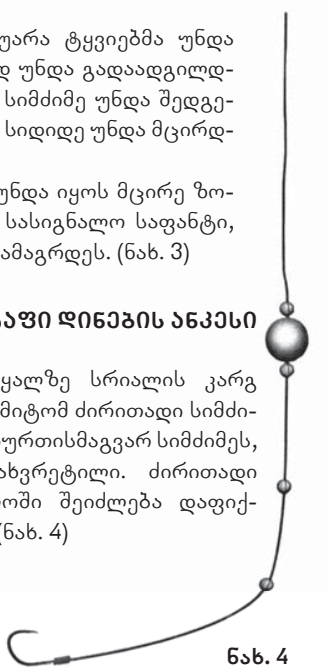 უარა ტყვიებმა უნდა
დ უნდა გადაადგილდ-
სიმძიმე უნდა შედგე-
სიდიდე უნდა მცირდ-
უნდა იყოს მცირე ზო-
სასიგნალო საფანტი,
ამაგრდეს. (ნახ. 3)
აფი დინების ანკესი
ყალზე სრიალის კარგ
მიტომ ძირითადი სიმძი-
ურთისმაგვარ სიმძიმეს,
ახვრეტილი. ძირითადი
ოში შეიძლება დაფიქ-
ნახ. 4)
ნახ. 4